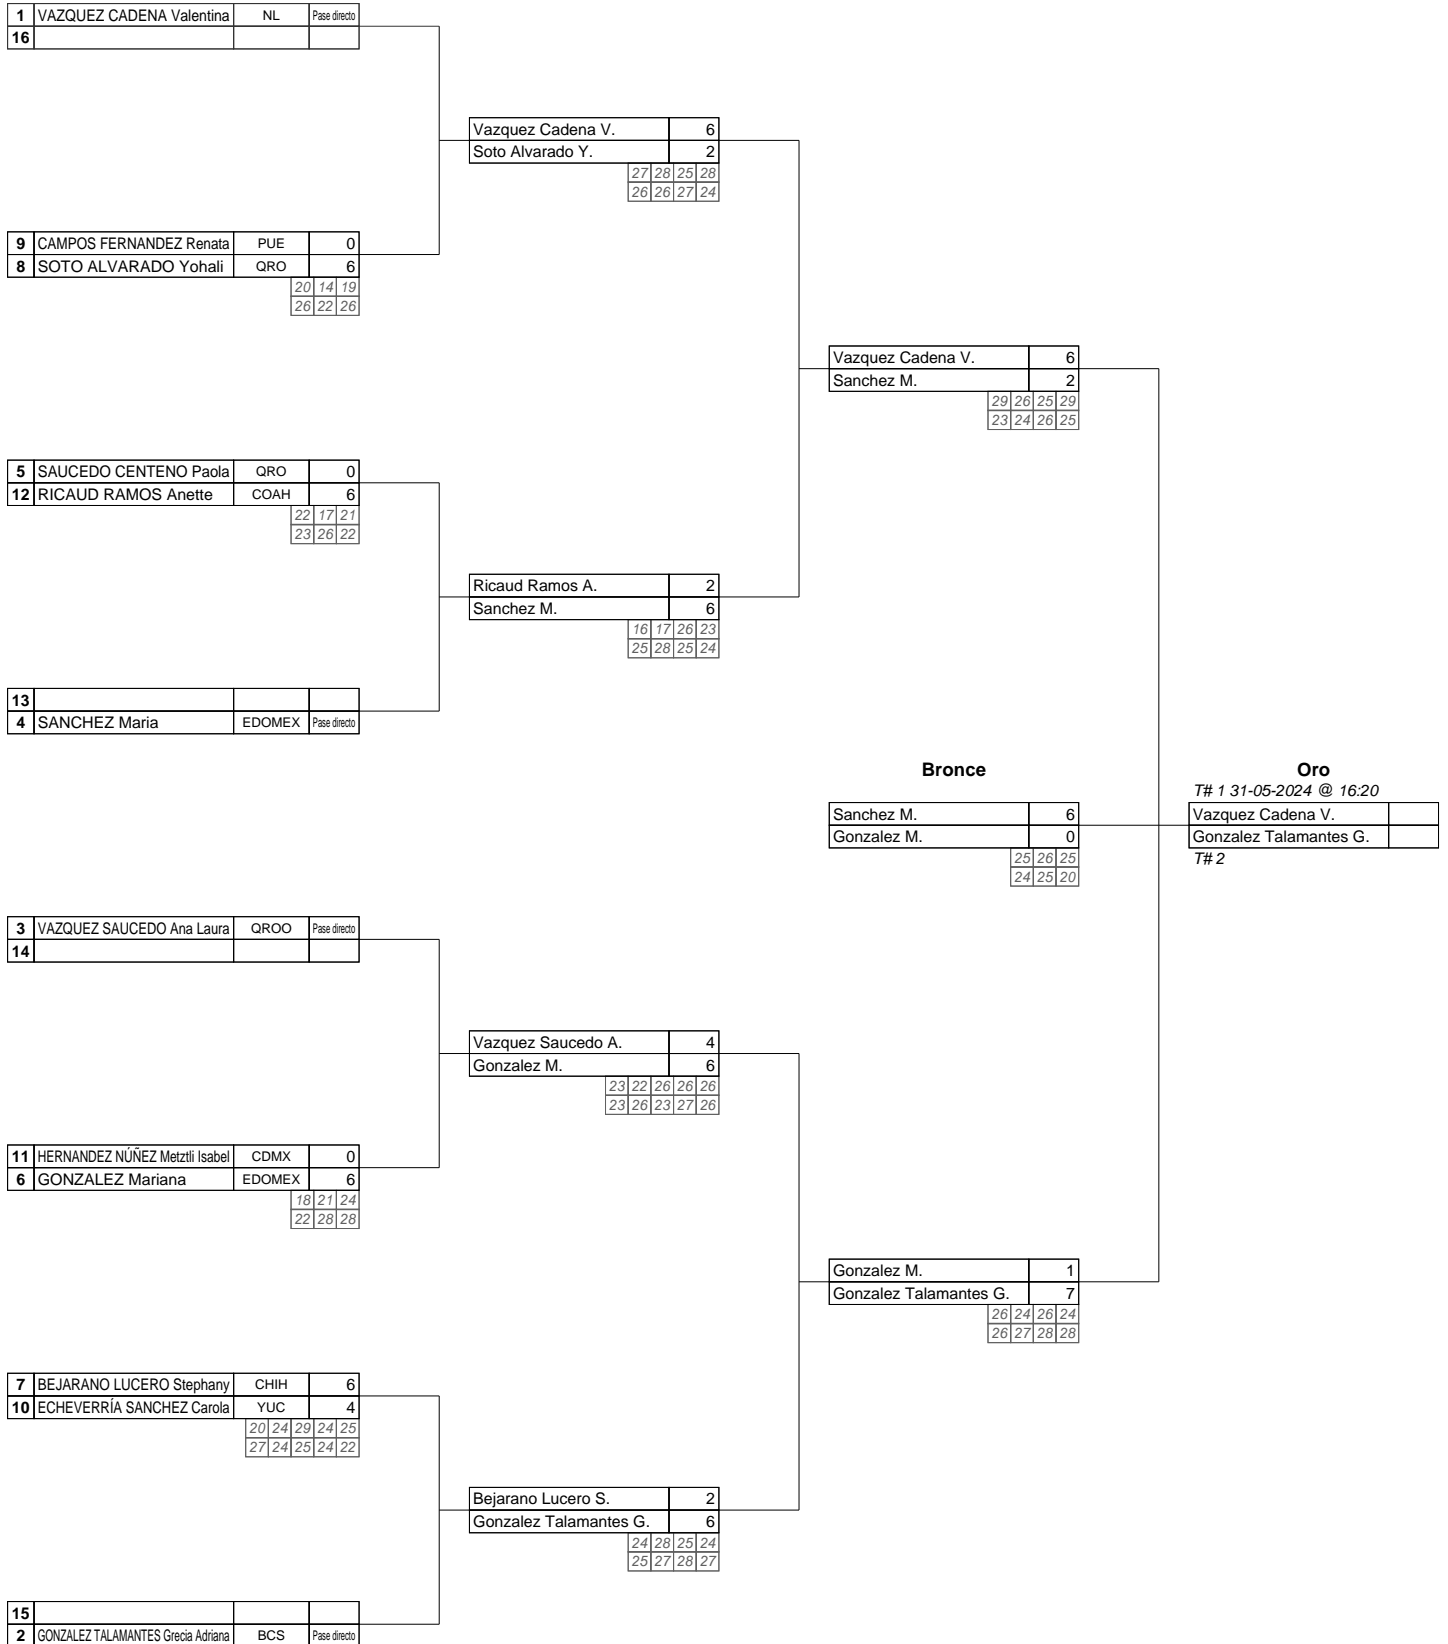 1 VAZQUEZ CADENA Valentina NL Pase directo
16
Vazquez Cadena V. 6
Soto Alvarado Y. 2
27 28 25 28
26 26 27 24
9 CAMPOS FERNANDEZ Renata PUE 0
8 SOTO ALVARADO Yohali QRO 6
20 14 19
26 22 26
Vazquez Cadena V. 6
Sanchez M. 2
29 26 25 29
23 24 26 25
5 SAUCEDO CENTENO Paola QRO 0
12 RICAUD RAMOS Anette COAH 6
22 17 21
23 26 22
Ricaud Ramos A. 2
Sanchez M. 6
16 17 26 23
25 28 25 24
13
4 SANCHEZ Maria EDOMEX Pase directo
Bronce Oro
T# 1 31-05-2024 @ 16:20
Sanchez M. 6 Vazquez Cadena V.
Gonzalez M. 0 Gonzalez Talamantes G.
25 26 25 T# 2
24 25 20
3 VAZQUEZ SAUCEDO Ana Laura QROO Pase directo
14
Vazquez Saucedo A. 4
Gonzalez M. 6
23 22 26 26 26
23 26 23 27 26
11 HERNANDEZ NÚÑEZ Metztli Isabel CDMX 0
6 GONZALEZ Mariana EDOMEX 6
18 21 24
22 28 28
Gonzalez M. 1
Gonzalez Talamantes G. 7
26 24 26 24
26 27 28 28
7 BEJARANO LUCERO Stephany CHIH 6
10 ECHEVERRÍA SANCHEZ Carola YUC 4
20 24 29 24 25
27 24 25 24 22
Bejarano Lucero S. 2
Gonzalez Talamantes G. 6
24 28 25 24
25 27 28 27
15
2 GONZALEZ TALAMANTES Grecia Adriana BCS Pase directo